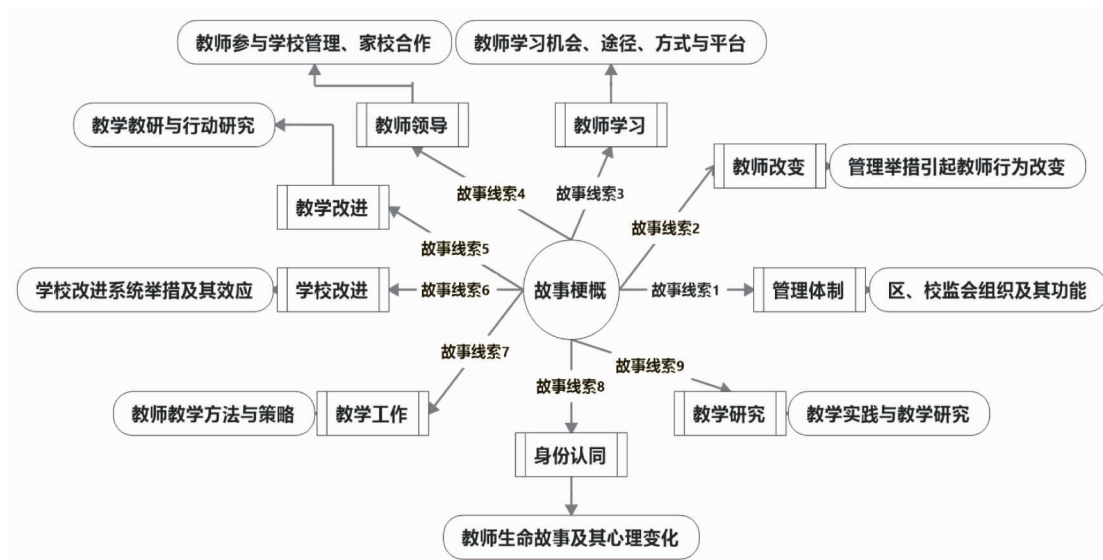 教师参与学校管理、家校合作
教师学习机会、途径、方式与平台
教师领导
教师学习
教学教研与行动研究
教师改变
管理举措引起教师行为改变
故事线索4
故事线索3
教学改进
故事线索2
故事线索5
学校改进系统举措及其效应
学校改进
故事线索6
故事梗概
故事线索1
管理体制
区、校监会组织及其功能
故事线索7
故事线索9
故事线索8
教师教学方法与策略
教学工作
教学研究
教学实践与教学研究
身份认同
教师生命故事及其心理变化